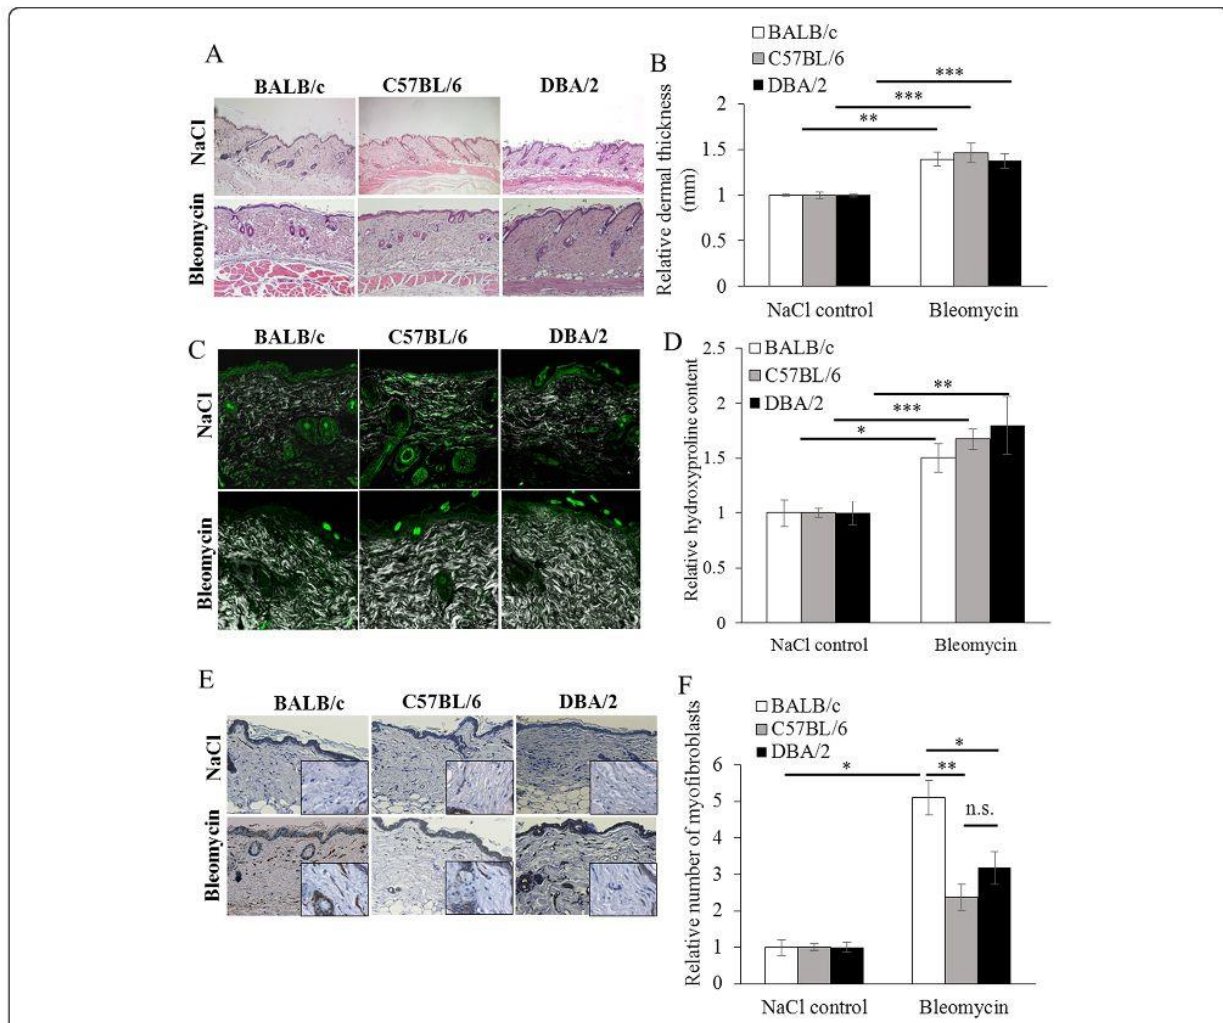 A
BALB/c C57BL/6 DBA/2
NaCl
Bleomycin
B
BALB/c
C57BL/6
DBA/2
Relative dermal thickness
(mm)
2
1.5
1
0.5
0
**
***
***
NaCl control Bleomycin
C
BALB/c C57BL/6 DBA/2
NaCl
Bleomycin
D
BALB/c
C57BL/6
DBA/2
Relative hydroxyproline content
2.5
2
1.5
1
0.5
0
*
***
**
NaCl control Bleomycin
E
BALB/c C57BL/6 DBA/2
NaCl
Bleomycin
F
BALB/c
C57BL/6
DBA/2
Relative number of myofibroblasts
6
5
4
3
2
1
0
*
*
**
n.s.
NaCl control Bleomycin